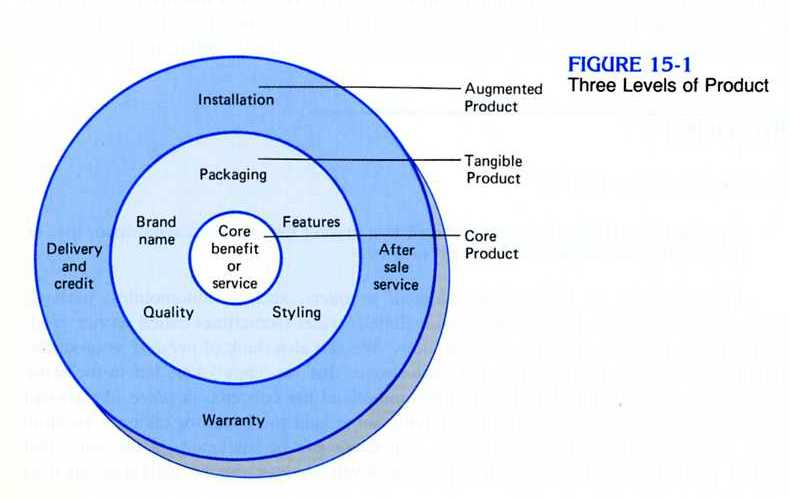 FIGURE 15-1
Three Levels of Product
Installation
Augmented
Product
Packaging
Tangible
Product
Brand
name
Features
Core
benefit
or
service
Core
Product
Delivery
and
credit
After
sale
service
Quality
Styling
Warranty